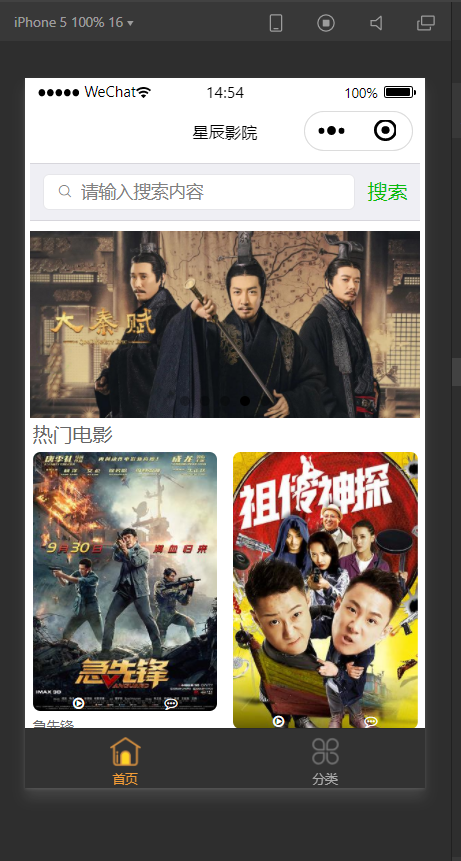 iPhone 5 100% 16
WeChat 14:54 100%
星辰影院
请输入搜索内容 搜索
大秦赋
热门电影
唐季礼 成龙
9月30日 满血归来
急先锋
IMAX 3D
祖传神探
急先锋
首页 分类